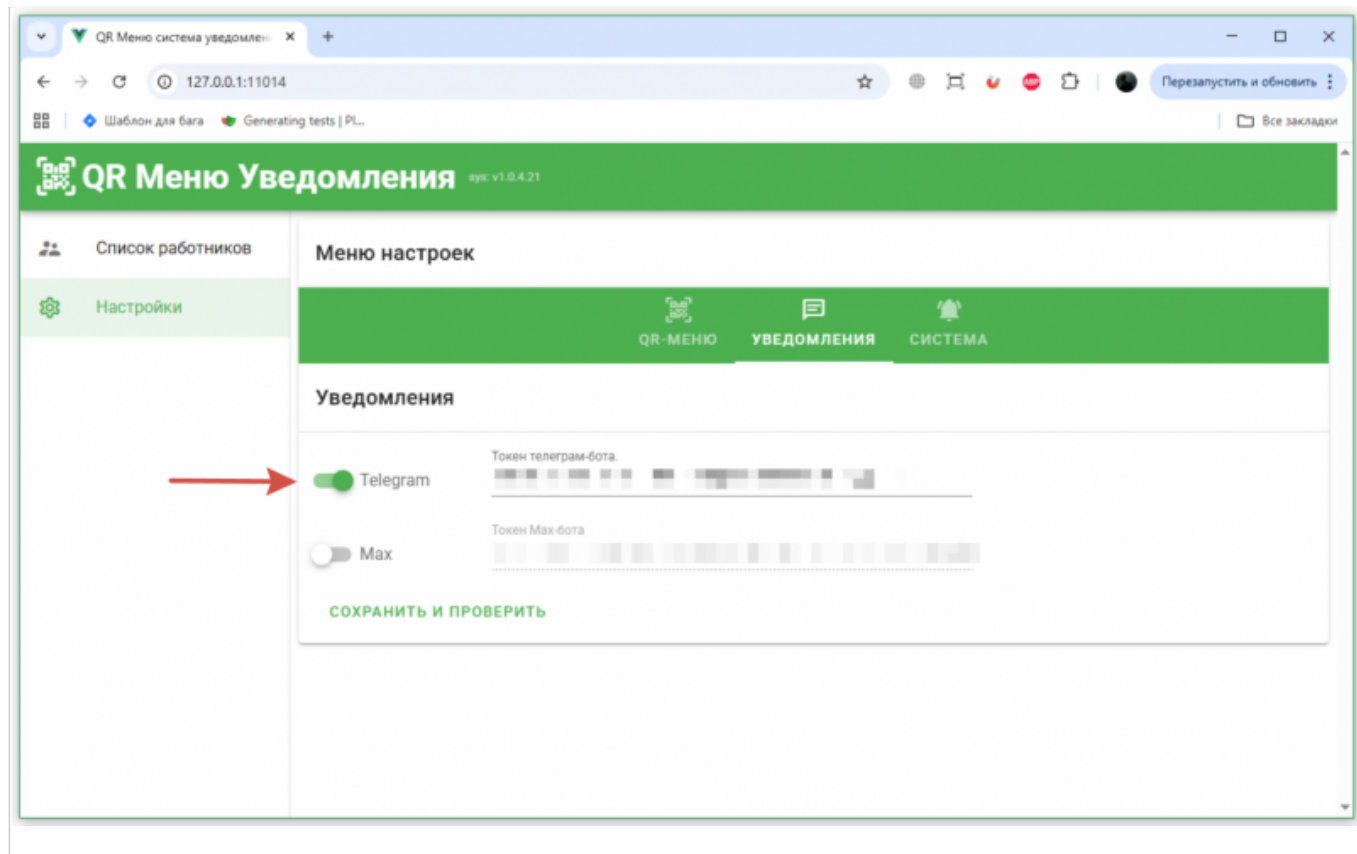 QR Меню система уведомлен
127.0.0.1:11014
ABP
Перезапустить и обновить
Шаблон для бага
Generating tests | Pl...
Все закладки
QR Меню Уведомления
sys: v1.0.4.21
Список работников
Настройки
Меню настроек
QR-МЕНЮ
УВЕДОМЛЕНИЯ
СИСТЕМА
Уведомления
Токен телеграм-бота.
Telegram
Токен Max-бота
Max
СОХРАНИТЬ И ПРОВЕРИТЬ